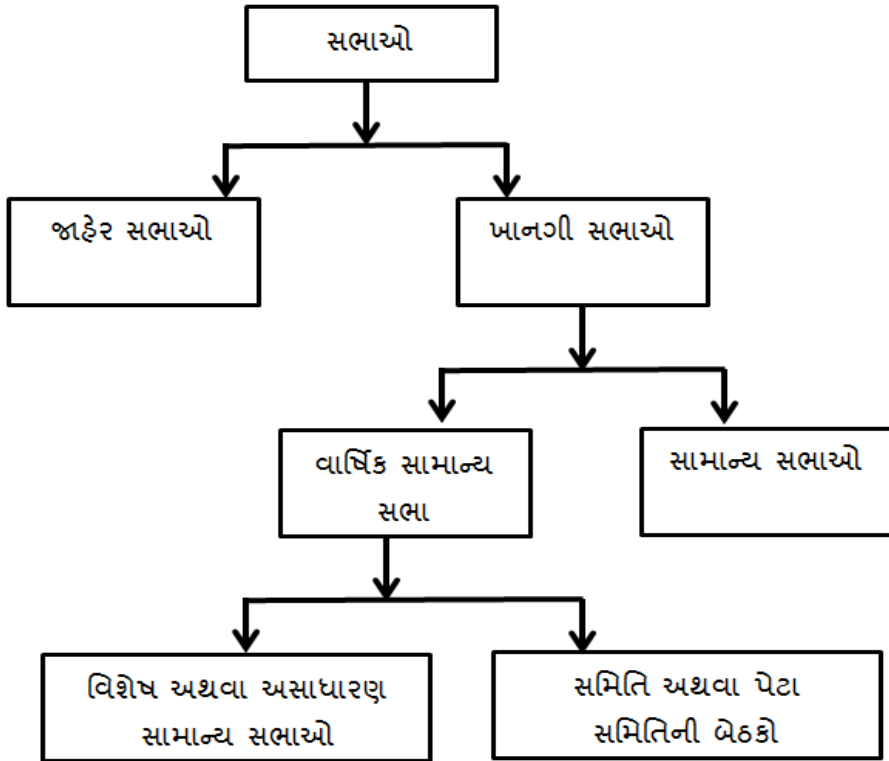 સભાઓ
જાહેર સભાઓ
ખાનગી સભાઓ
વાર્ષિક સામાન્ય
સભા
સામાન્ય સભાઓ
વિશેષ અથવા અસાધારણ
સામાન્ય સભાઓ
સમિતિ અથવા પેટા
સમિતિની બેઠકો